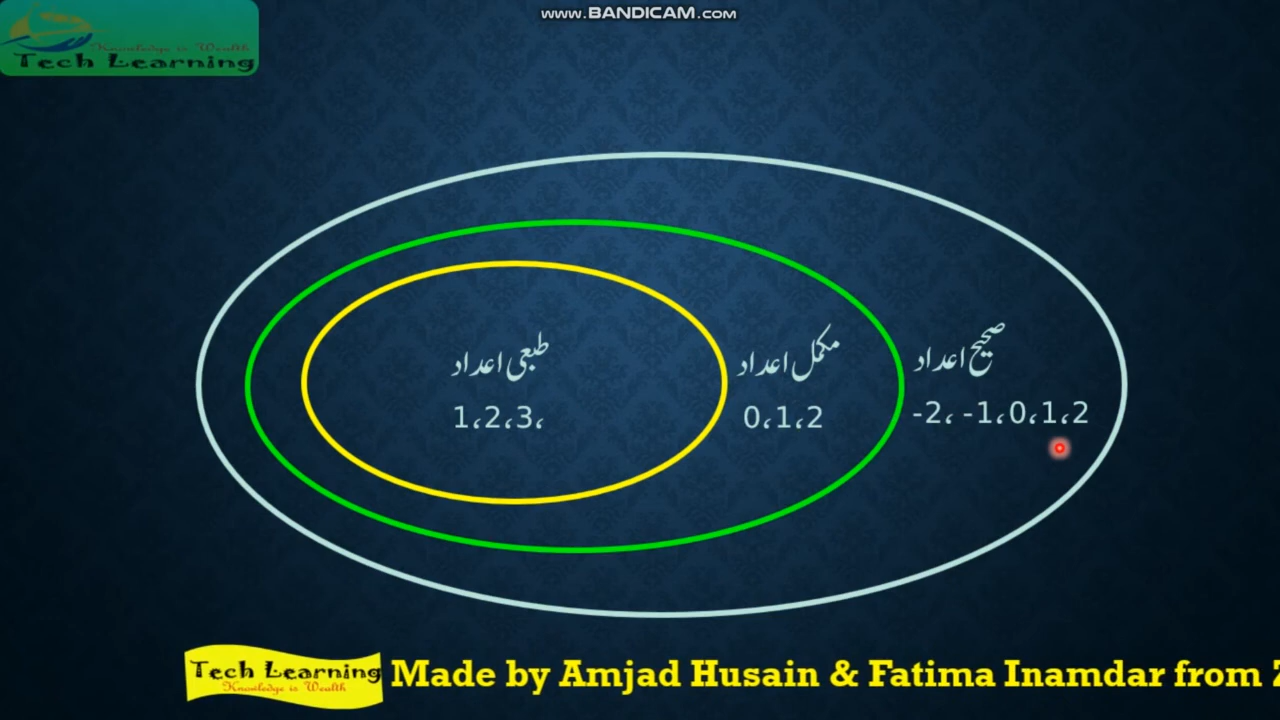 www.BANDICAM.com
Knowledge is Wealth
Tech Learning
طبعی اعداد
1،2،3،
مکمل اعداد
0،1،2
صحیح اعداد
-2، -1،0،1،2
Tech Learning
Knowledge is Wealth
Made by Amjad Husain & Fatima Inamdar from